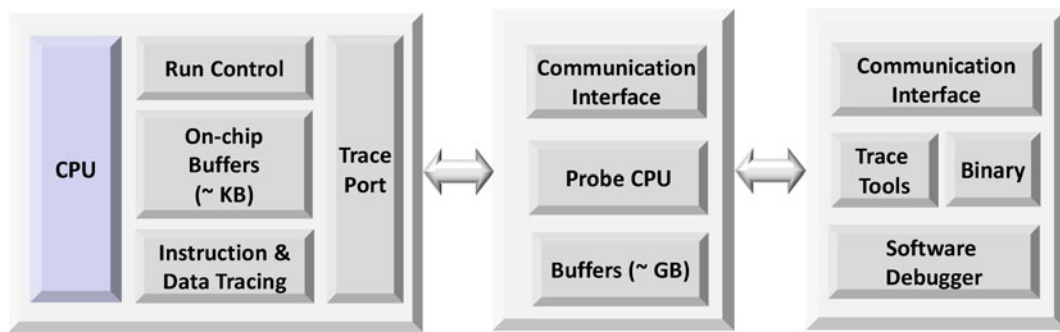 CPU
Run Control
On-chip
Buffers
(~ KB)
Instruction &
Data Tracing
Trace
Port
Communication
Interface
Probe CPU
Buffers (~ GB)
Communication
Interface
Trace
Tools
Binary
Software
Debugger